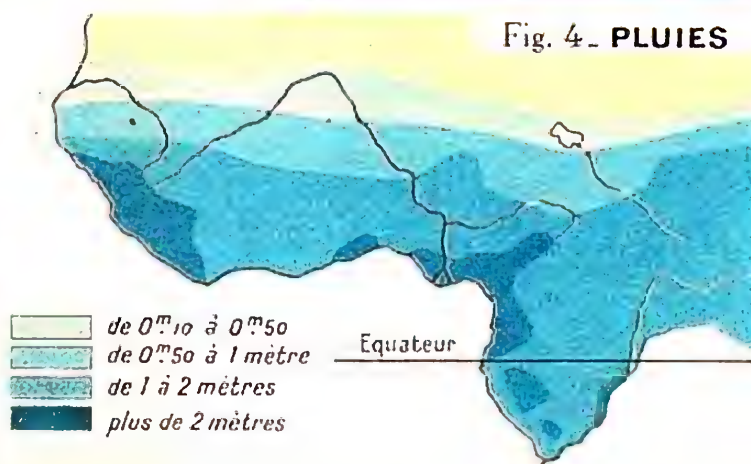 Fig. 4_ PLUIES
Equateur
de 0m10 à 0m50
de 0m50 à 1 mètre
de 1 à 2 mètres
plus de 2 mètres